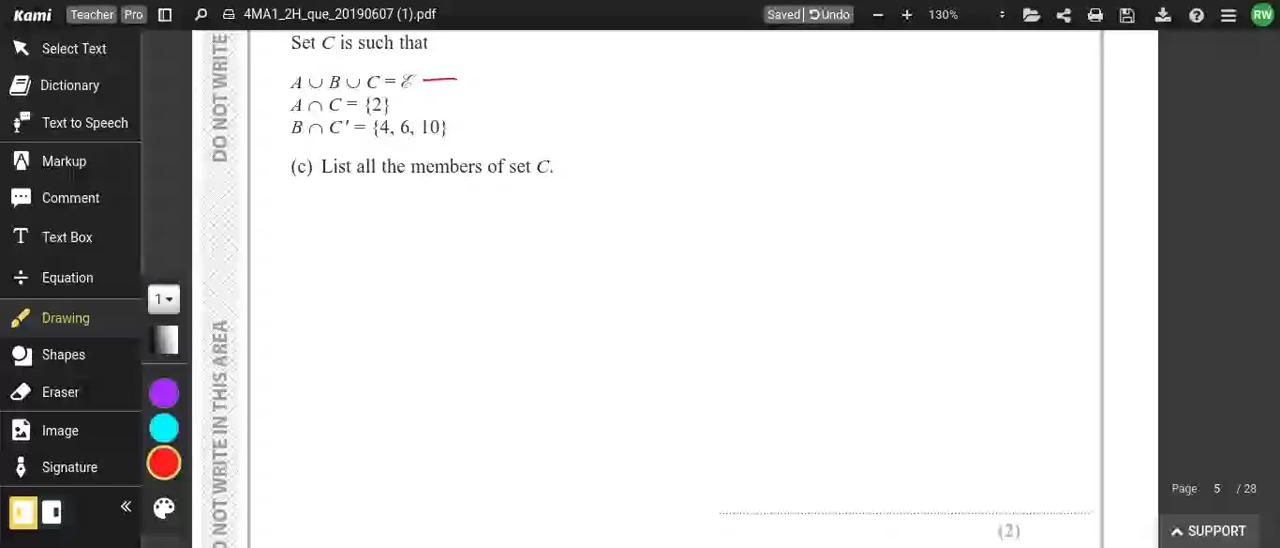 Kami Teacher Pro 4MA1_2H_que_20190607 (1).pdf Saved Undo 130% RW
Select Text
Dictionary
Text to Speech
Markup
Comment
Text Box
Equation
Drawing
Shapes
Eraser
Image
Signature
1
DO NOT WRITE
Set C is such that
A ∪ B ∪ C = ℰ
A ∩ C = {2}
B ∩ C' = {4, 6, 10}
(c) List all the members of set C.
O NOT WRITE IN THIS AREA
(2)
Page 5 / 28
SUPPORT